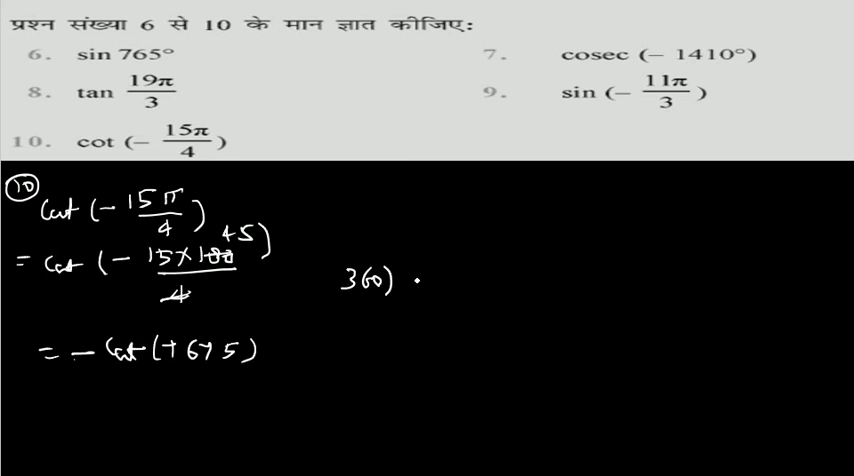 प्रश्न संख्या 6 से 10 के मान ज्ञात कीजिए:
6. sin 765° 7. cosec (– 1410°)
8. tan 19π/3 9. sin (– 11π/3)
10. cot (– 15π/4)
(10) cot (- 15π/4)
= cot (- 15×180/4 45)
360)
= - cot (+ 675)